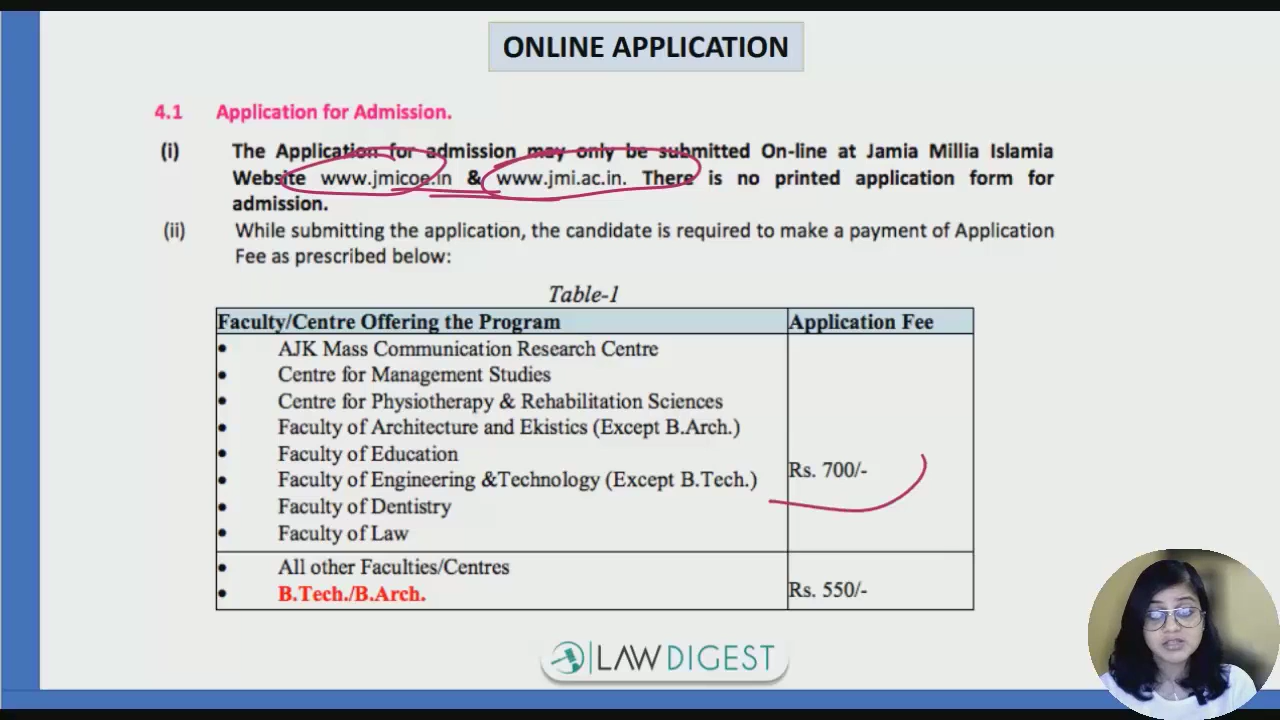 ONLINE APPLICATION
4.1 Application for Admission.
(i) The Application for admission may only be submitted On-line at Jamia Millia Islamia
Website www.jmicoe.in & www.jmi.ac.in. There is no printed application form for
admission.
(ii) While submitting the application, the candidate is required to make a payment of Application
Fee as prescribed below:
Table-1
Faculty/Centre Offering the Program Application Fee
• AJK Mass Communication Research Centre
• Centre for Management Studies
• Centre for Physiotherapy & Rehabilitation Sciences
• Faculty of Architecture and Ekistics (Except B.Arch.)
• Faculty of Education
Rs. 700/-
• Faculty of Engineering &Technology (Except B.Tech.)
• Faculty of Dentistry
• Faculty of Law
• All other Faculties/Centres
• B.Tech./B.Arch. Rs. 550/-
LAW DIGEST